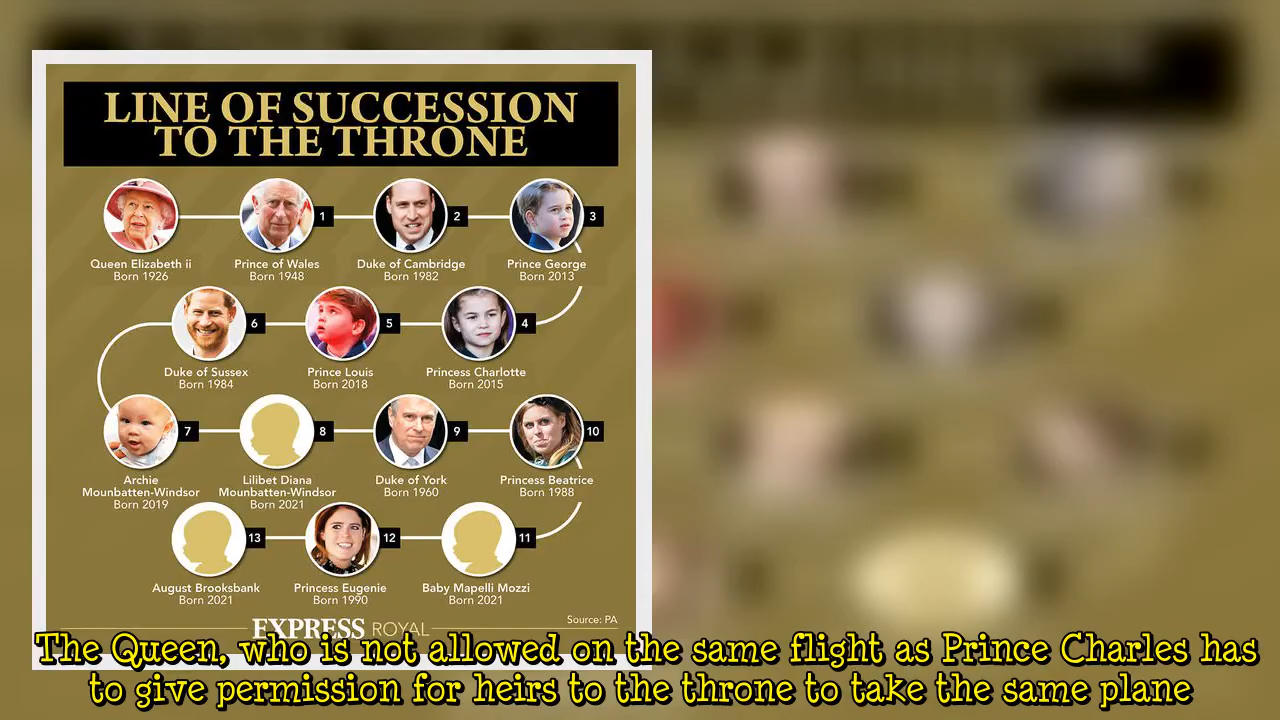 LINE OF SUCCESSION
TO THE THRONE
1
2
3
Queen Elizabeth ii
Born 1926
Prince of Wales
Born 1948
Duke of Cambridge
Born 1982
Prince George
Born 2013
6
5
4
Duke of Sussex
Born 1984
Prince Louis
Born 2018
Princess Charlotte
Born 2015
7
8
9
10
Archie
Mounbatten-Windsor
Born 2019
Lilibet Diana
Mounbatten-Windsor
Born 2021
Duke of York
Born 1960
Princess Beatrice
Born 1988
13
12
11
August Brooksbank
Born 2021
Princess Eugenie
Born 1990
Baby Mapelli Mozzi
Born 2021
Source: PA
EXPRESS ROYAL
The Queen, who is not allowed on the same flight as Prince Charles has
to give permission for heirs to the throne to take the same plane